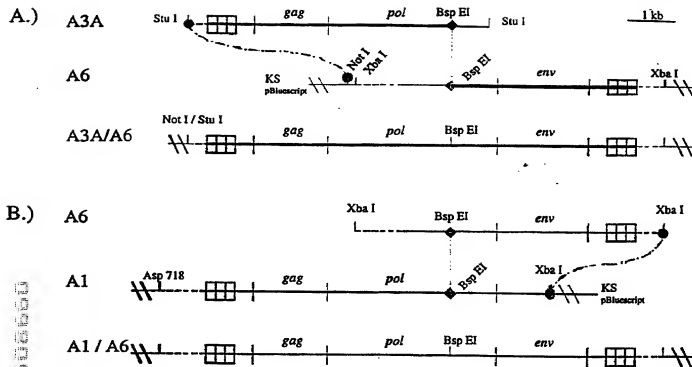 A.) A3A Stu I gag pol Bsp EI Stu I 1 kb
Not I
Xba I
A6 KS pBluescript Bsp EI env Xba I
Not I / Stu I
A3A/A6 gag pol Bsp EI env
B.) A6 Xba I Bsp EI env Xba I
A1 Asp 718 gag pol Bsp EI Xba I KS pBluescript
A1 / A6 gag pol Bsp EI env